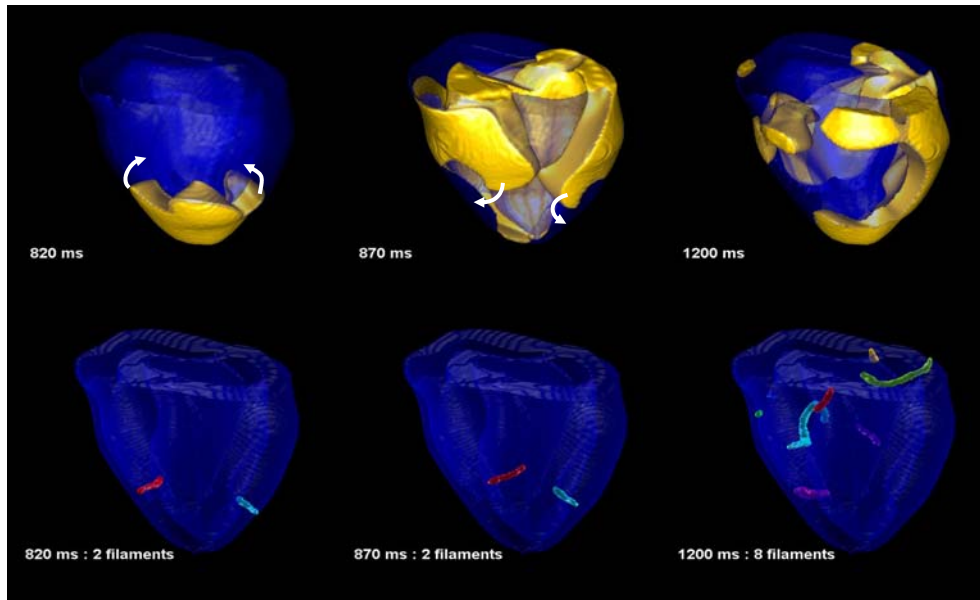 820 ms
870 ms
1200 ms
820 ms : 2 filaments
870 ms : 2 filaments
1200 ms : 8 filaments